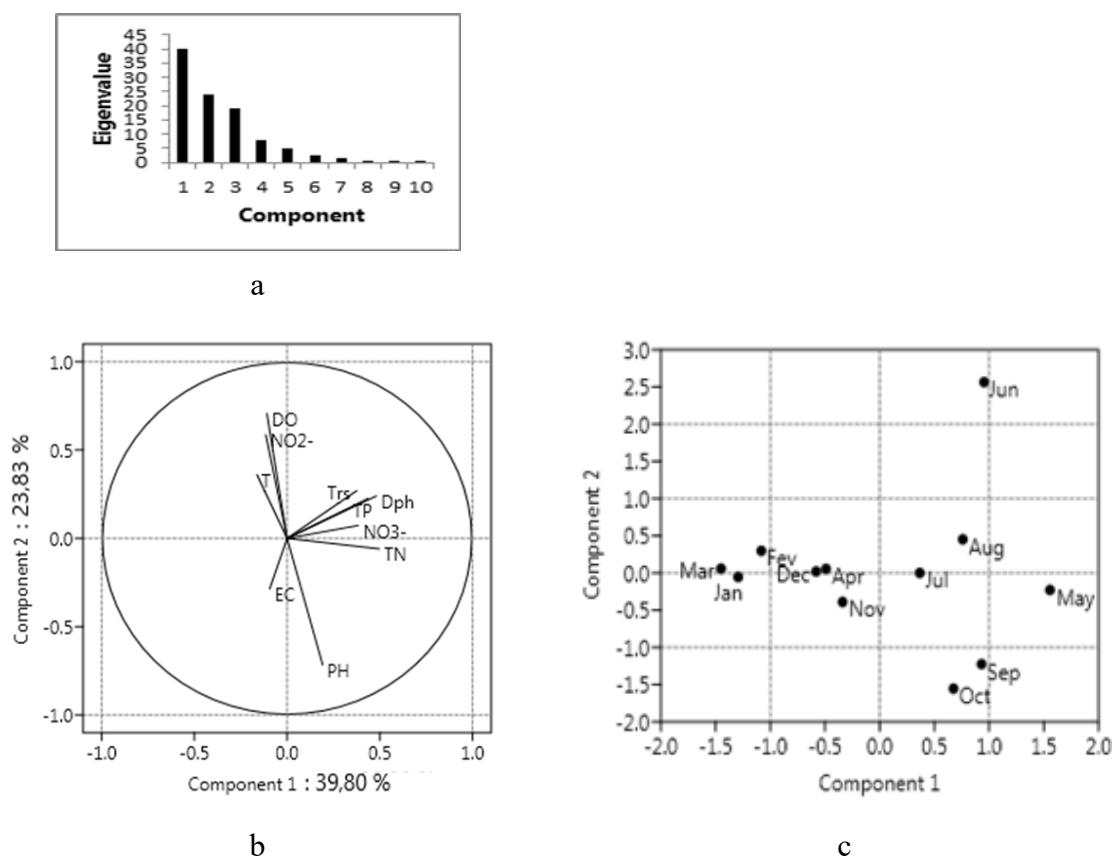 Eigenvalue
45
40
35
30
25
20
15
10
5
0
1 2 3 4 5 6 7 8 9 10
Component
a
Component 2 : 23,83 %
1.0
0.5
0.0
-0.5
-1.0
DO
NO2-
T
Trs
Dph
TP
NO3-
TN
EC
PH
-1.0 -0.5 0.0 0.5 1.0
Component 1 : 39,80 %
b
Component 2
3.0
2.5
2.0
1.5
1.0
0.5
0.0
-0.5
-1.0
-1.5
-2.0
Jun
Aug
Fev
Mar
Dec
Apr
Jul
Jan
May
Nov
Sep
Oct
-2.0 -1.5 -1.0 -0.5 0.0 0.5 1.0 1.5 2.0
Component 1
c